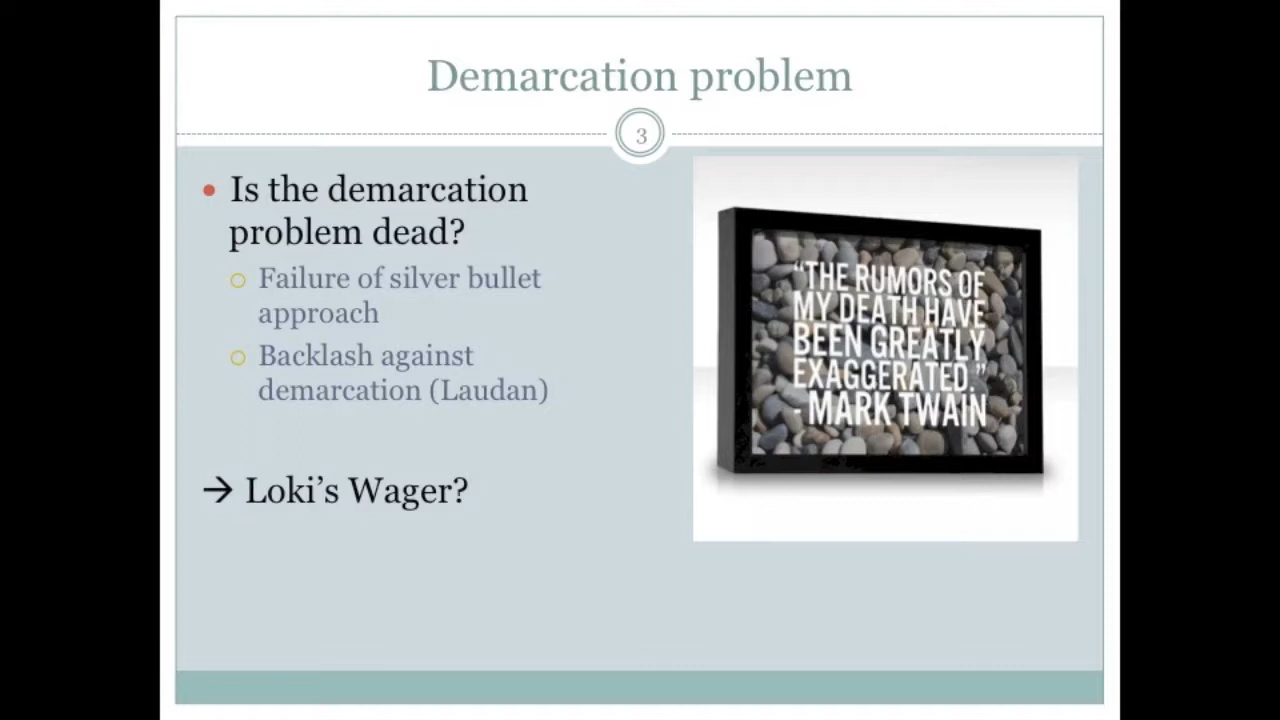 Demarcation problem
3
• Is the demarcation
problem dead?
○ Failure of silver bullet
approach
○ Backlash against
demarcation (Laudan)
→ Loki’s Wager?
“THE RUMORS OF
MY DEATH HAVE
BEEN GREATLY
EXAGGERATED.”
- MARK TWAIN